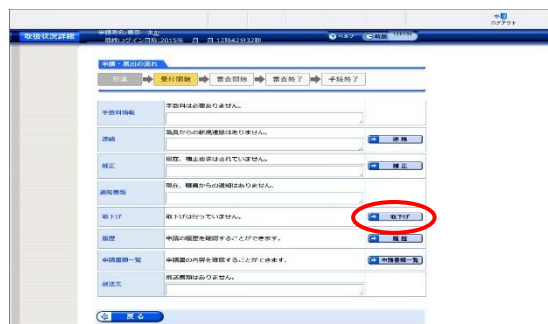 ログアウト
取扱状況詳細
ヘルプ
申請・届出の流れ
到達
受付開始
審査開始
審査終了
手続終了
手数料情報
手数料は必要ありません。
連絡
職員からの新規連絡はありません。
連絡
補正
現在、補正要求はされていません。
補正
通知書類
現在、職員からの通知はありません。
取下げ
取下げは行っていません。
取下げ
履歴
申請の履歴を確認することができます。
履歴
申請書類一覧
申請書の内容を確認することができます。
申請書類一覧
返送書類はありません。
戻る